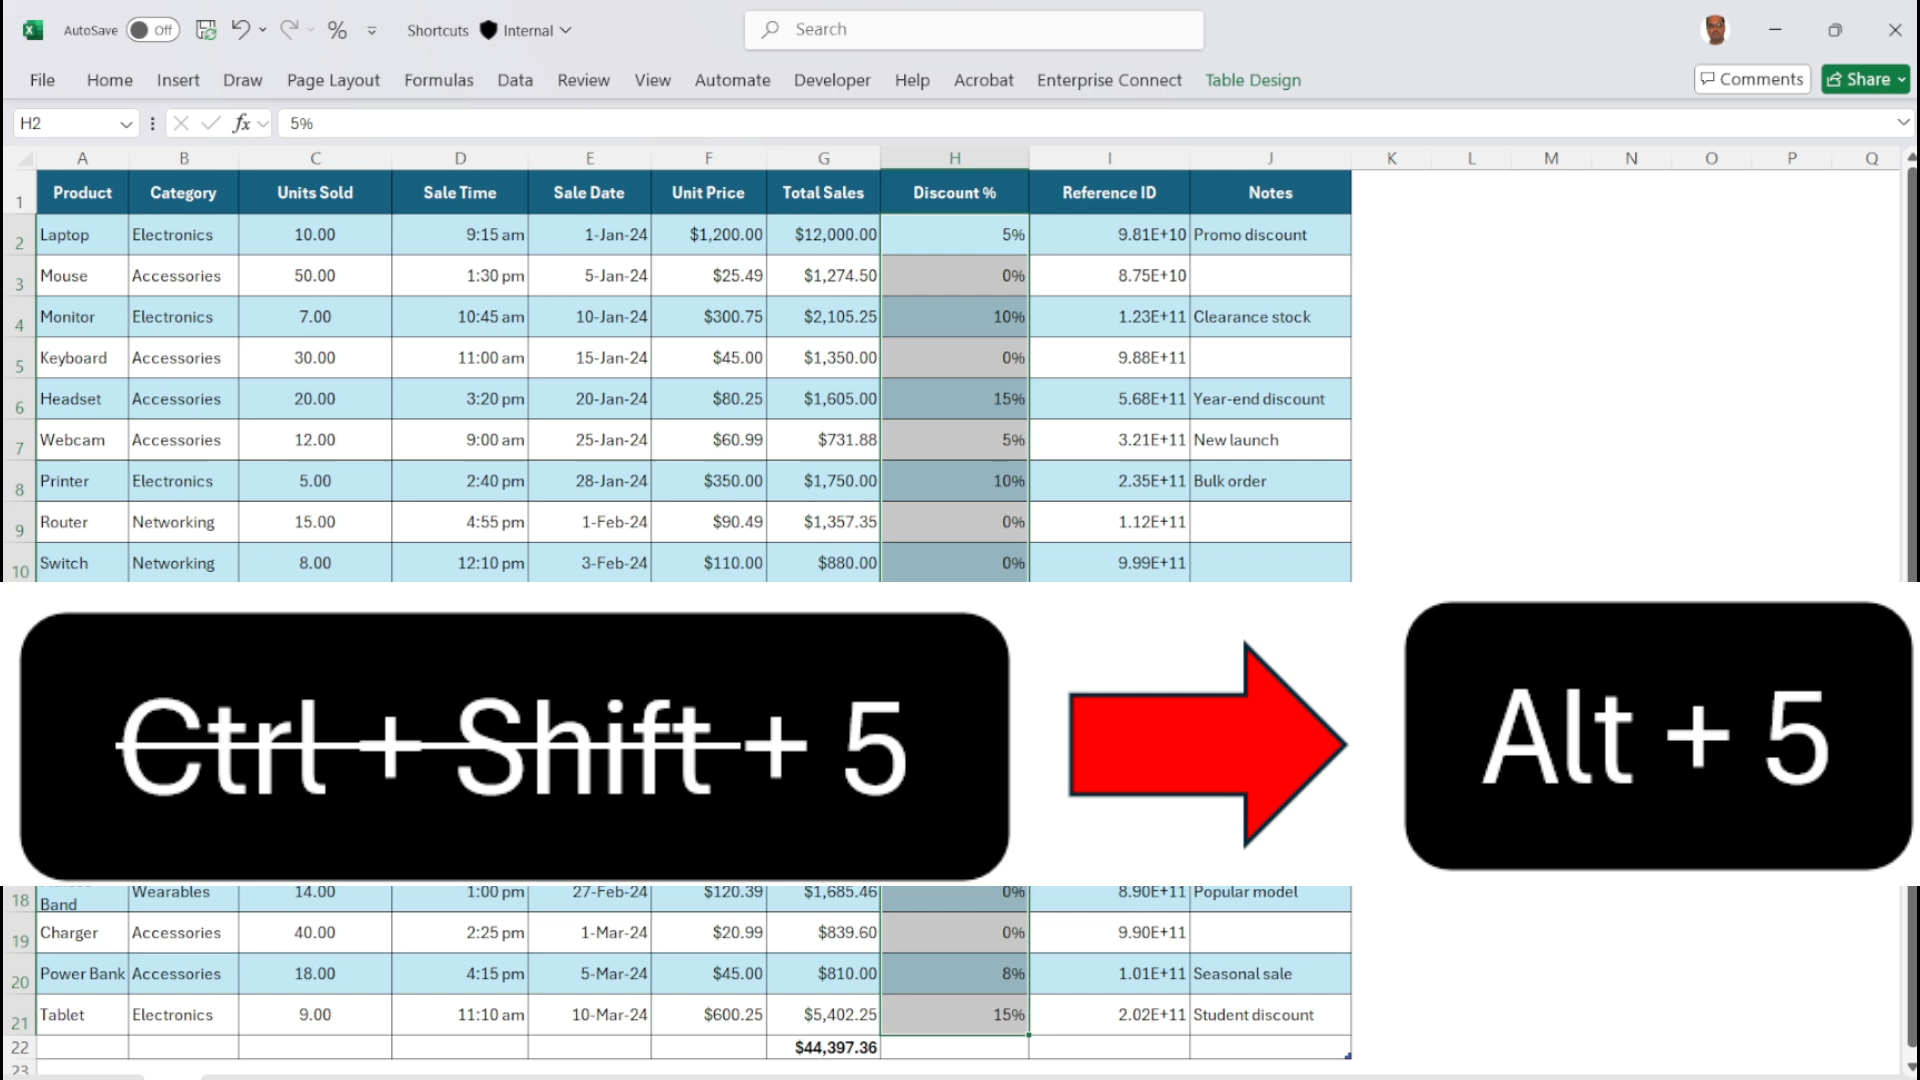 AutoSave Off Shortcuts Internal Search
File Home Insert Draw Page Layout Formulas Data Review View Automate Developer Help Acrobat Enterprise Connect Table Design Comments Share
H2 fx 5%
A B C D E F G H I J K L M N O P Q
1 Product Category Units Sold Sale Time Sale Date Unit Price Total Sales Discount % Reference ID Notes
2 Laptop Electronics 10.00 9:15 am 1-Jan-24 $1,200.00 $12,000.00 5% 9.81E+10 Promo discount
3 Mouse Accessories 50.00 1:30 pm 5-Jan-24 $25.49 $1,274.50 0% 8.75E+10
4 Monitor Electronics 7.00 10:45 am 10-Jan-24 $300.75 $2,105.25 10% 1.23E+11 Clearance stock
5 Keyboard Accessories 30.00 11:00 am 15-Jan-24 $45.00 $1,350.00 0% 9.88E+11
6 Headset Accessories 20.00 3:20 pm 20-Jan-24 $80.25 $1,605.00 15% 5.68E+11 Year-end discount
7 Webcam Accessories 12.00 9:00 am 25-Jan-24 $60.99 $731.88 5% 3.21E+11 New launch
8 Printer Electronics 5.00 2:40 pm 28-Jan-24 $350.00 $1,750.00 10% 2.35E+11 Bulk order
9 Router Networking 15.00 4:55 pm 1-Feb-24 $90.49 $1,357.35 0% 1.12E+11
10 Switch Networking 8.00 12:10 pm 3-Feb-24 $110.00 $880.00 0% 9.99E+11
Ctrl + Shift + 5 Alt + 5
18 Band Wearables 14.00 1:00 pm 27-Feb-24 $120.39 $1,685.46 0% 8.90E+11 Popular model
19 Charger Accessories 40.00 2:25 pm 1-Mar-24 $20.99 $839.60 0% 9.90E+11
20 Power Bank Accessories 18.00 4:15 pm 5-Mar-24 $45.00 $810.00 8% 1.01E+11 Seasonal sale
21 Tablet Electronics 9.00 11:10 am 10-Mar-24 $600.25 $5,402.25 15% 2.02E+11 Student discount
22 $44,397.36
23